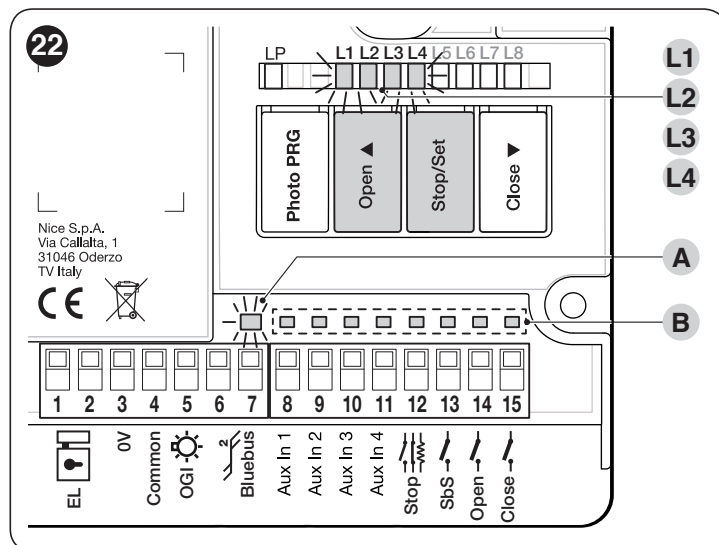 22
LP L1 L2 L3 L4 L5 L6 L7 L8
L1
L2
L3
L4
Photo PRG
Open ▲
Stop/Set
Close ▼
Nice S.p.A.
Via Callalta, 1
31046 Oderzo
TV Italy
CE
A
B
1 2 3 4 5 6 7 8 9 10 11 12 13 14 15
EL
0V
Common
OGI
2
Bluebus
Aux In 1
Aux In 2
Aux In 3
Aux In 4
Stop
SbS
Open
Close